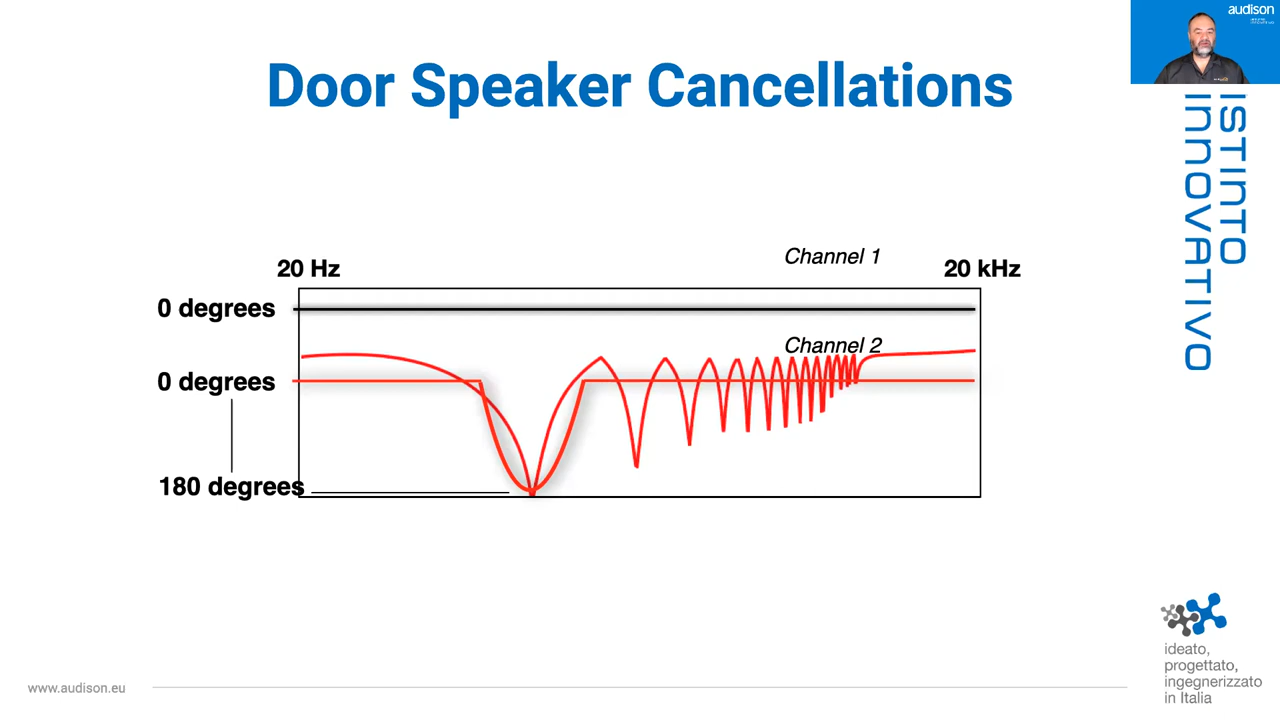 audison
Door Speaker Cancellations
ISTINTO
INNOVATIVO
Channel 1
20 Hz
20 kHz
0 degrees
Channel 2
0 degrees
180 degrees
ideato,
progettato,
ingegnerizzato
in Italia
www.audison.eu